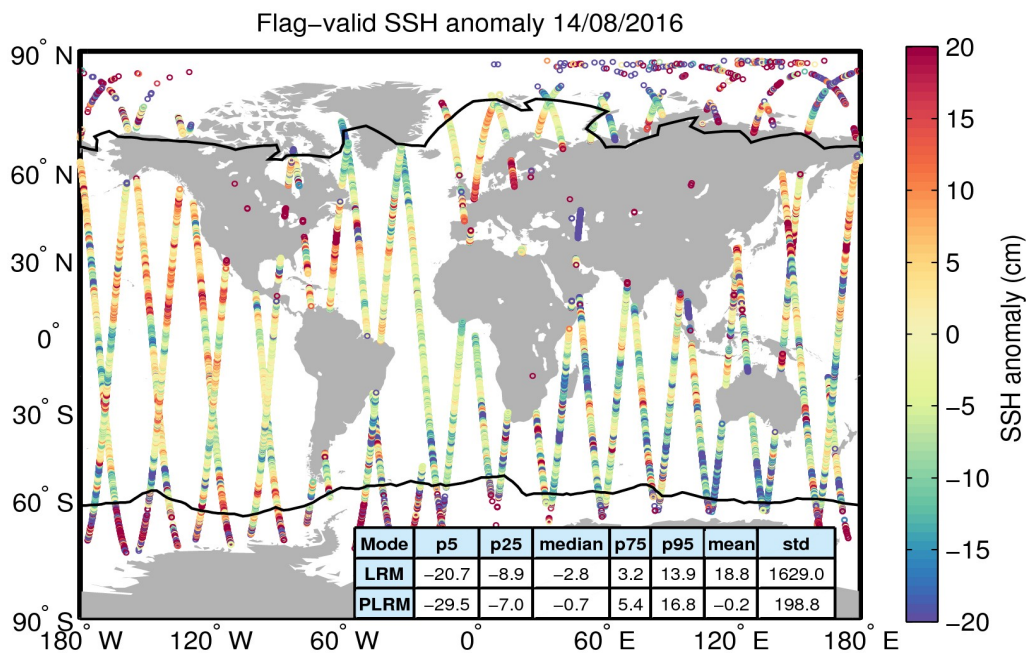 Flag−valid SSH anomaly 14/08/2016
90° N
60° N
30° N
0°
30° S
60° S
90° S
180° W 120° W 60° W 0° 60° E 120° E 180° E
Mode p5 p25 median p75 p95 mean std
LRM −20.7 −8.9 −2.8 3.2 13.9 18.8 1629.0
PLRM −29.5 −7.0 −0.7 5.4 16.8 −0.2 198.8
20
15
10
5
0
−5
−10
−15
−20
SSH anomaly (cm)